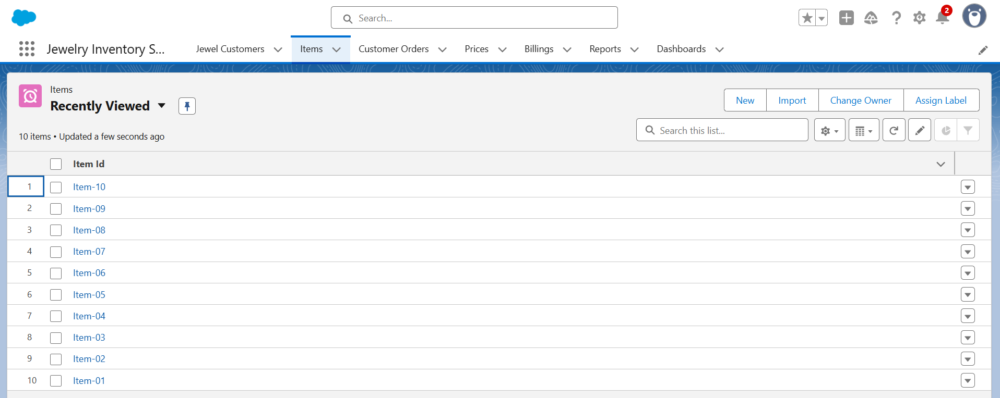 Search...
2
Jewelry Inventory S...
Jewel Customers
Items
Customer Orders
Prices
Billings
Reports
Dashboards
Items
Recently Viewed
New
Import
Change Owner
Assign Label
10 items • Updated a few seconds ago
Search this list...
Item Id
1 Item-10
2 Item-09
3 Item-08
4 Item-07
5 Item-06
6 Item-05
7 Item-04
8 Item-03
9 Item-02
10 Item-01